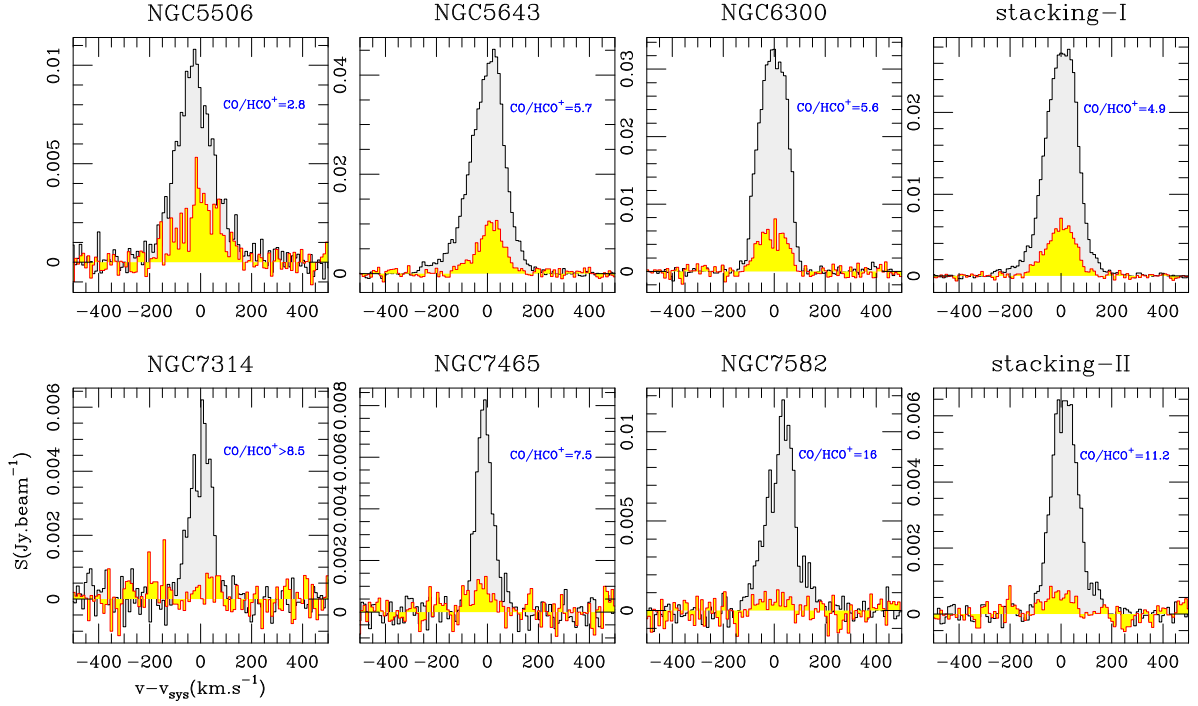 NGC5506 NGC5643 NGC6300 stacking−I
0.01 0.005 0
CO/HCO⁺=2.8
0.04 0.02 0
CO/HCO⁺=5.7
0.03 0.02 0.01 0
CO/HCO⁺=5.6
0.02 0.01 0
CO/HCO⁺=4.9
−400 −200 0 200 400 −400 −200 0 200 400 −400 −200 0 200 400 −400 −200 0 200 400
NGC7314 NGC7465 NGC7582 stacking−II
0.006 0.004 0.002 0
CO/HCO⁺>8.5
0.008 0.006 0.004 0.002 0
CO/HCO⁺=7.5
0.01 0.005 0
CO/HCO⁺=16
0.006 0.004 0.002 0
CO/HCO⁺=11.2
S(Jy.beam⁻¹)
−400 −200 0 200 400 −400 −200 0 200 400 −400 −200 0 200 400 −400 −200 0 200 400
v−vsys(km.s⁻¹)